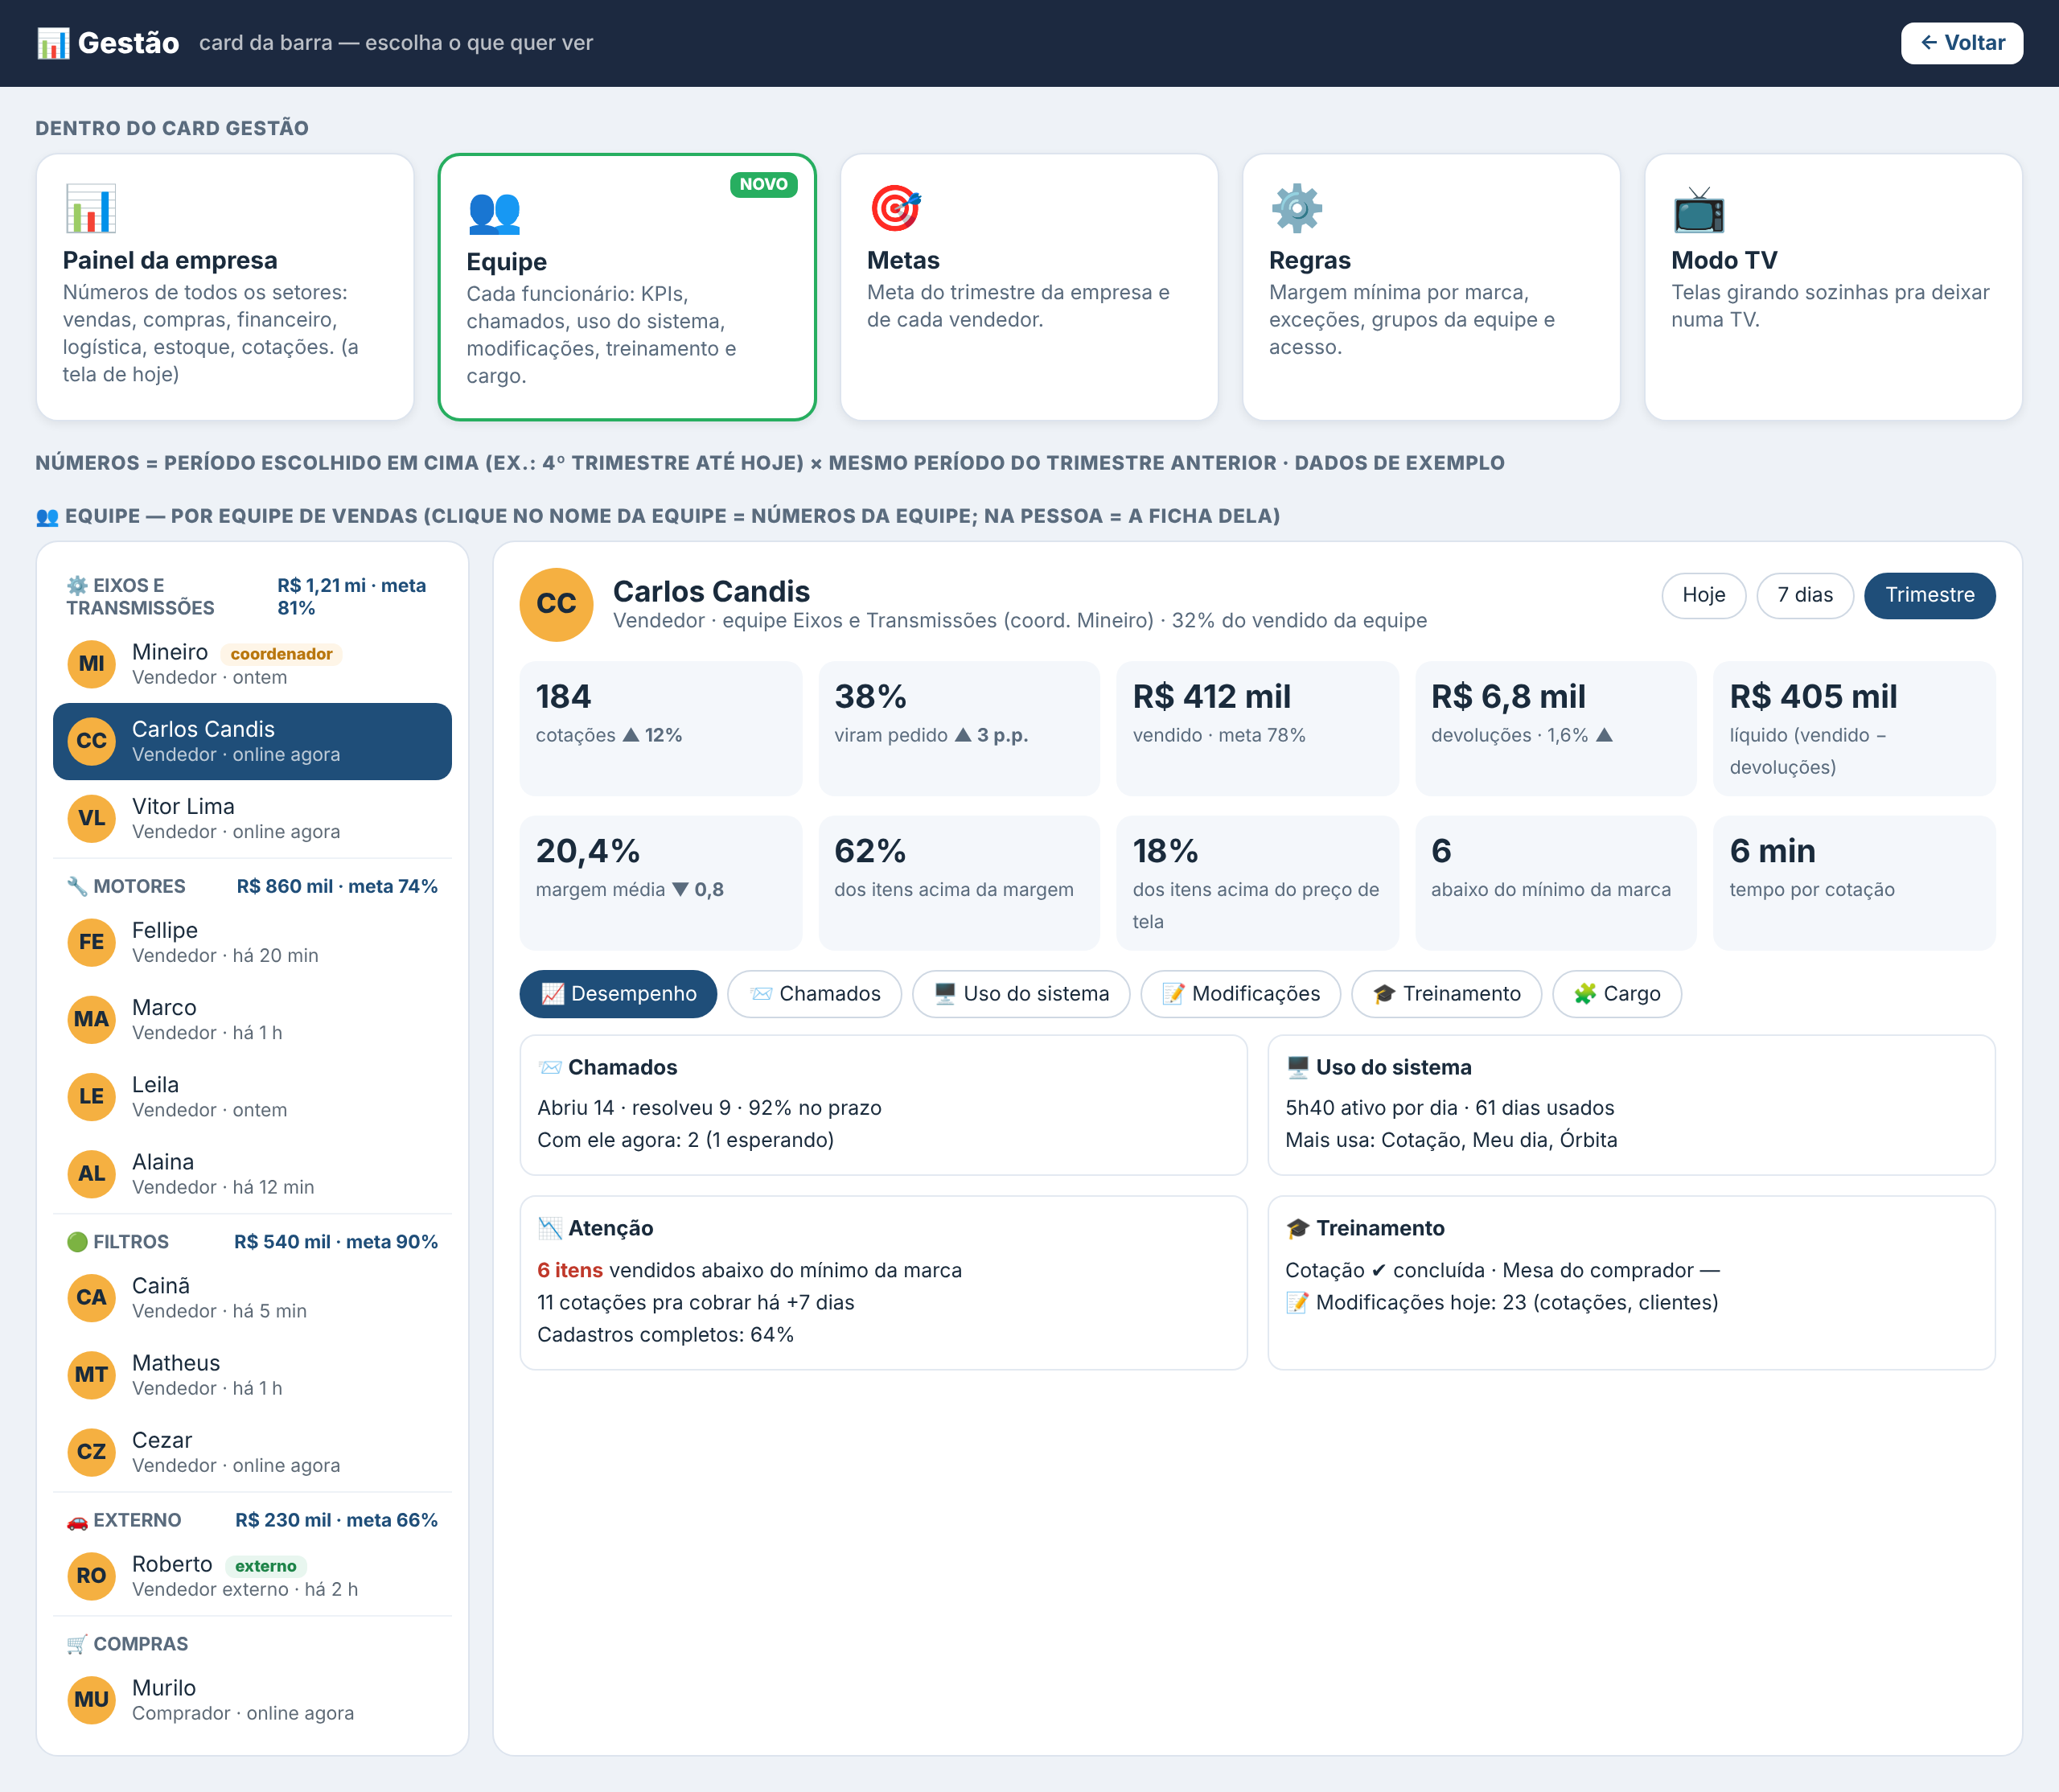 📊 Gestão card da barra — escolha o que quer ver
← Voltar
DENTRO DO CARD GESTÃO
📊
Painel da empresa
Números de todos os setores:
vendas, compras, financeiro,
logística, estoque, cotações. (a
tela de hoje)
NOVO
👥
Equipe
Cada funcionário: KPIs,
chamados, uso do sistema,
modificações, treinamento e
cargo.
🎯
Metas
Meta do trimestre da empresa e
de cada vendedor.
⚙️
Regras
Margem mínima por marca,
exceções, grupos da equipe e
acesso.
📺
Modo TV
Telas girando sozinhas pra deixar
numa TV.
NÚMEROS = PERÍODO ESCOLHIDO EM CIMA (EX.: 4º TRIMESTRE ATÉ HOJE) × MESMO PERÍODO DO TRIMESTRE ANTERIOR · DADOS DE EXEMPLO
👥 EQUIPE — POR EQUIPE DE VENDAS (CLIQUE NO NOME DA EQUIPE = NÚMEROS DA EQUIPE; NA PESSOA = A FICHA DELA)
⚙️ EIXOS E
TRANSMISSÕES
R$ 1,21 mi · meta
81%
MI
Mineiro coordenador
Vendedor · ontem
CC
Carlos Candis
Vendedor · online agora
VL
Vitor Lima
Vendedor · online agora
🔧 MOTORES R$ 860 mil · meta 74%
FE
Fellipe
Vendedor · há 20 min
MA
Marco
Vendedor · há 1 h
LE
Leila
Vendedor · ontem
AL
Alaina
Vendedor · há 12 min
🟢 FILTROS R$ 540 mil · meta 90%
CA
Cainã
Vendedor · há 5 min
MT
Matheus
Vendedor · há 1 h
CZ
Cezar
Vendedor · online agora
🚗 EXTERNO R$ 230 mil · meta 66%
RO
Roberto externo
Vendedor externo · há 2 h
🛒 COMPRAS
MU
Murilo
Comprador · online agora
CC
Carlos Candis
Vendedor · equipe Eixos e Transmissões (coord. Mineiro) · 32% do vendido da equipe
Hoje 7 dias Trimestre
184
cotações ▲ 12%
38%
viram pedido ▲ 3 p.p.
R$ 412 mil
vendido · meta 78%
R$ 6,8 mil
devoluções · 1,6% ▲
R$ 405 mil
líquido (vendido −
devoluções)
20,4%
margem média ▼ 0,8
62%
dos itens acima da margem
18%
dos itens acima do preço de
tela
6
abaixo do mínimo da marca
6 min
tempo por cotação
📈 Desempenho 📨 Chamados 🖥️ Uso do sistema 📝 Modificações 🎓 Treinamento 🧩 Cargo
📨 Chamados
Abriu 14 · resolveu 9 · 92% no prazo
Com ele agora: 2 (1 esperando)
🖥️ Uso do sistema
5h40 ativo por dia · 61 dias usados
Mais usa: Cotação, Meu dia, Órbita
📉 Atenção
6 itens vendidos abaixo do mínimo da marca
11 cotações pra cobrar há +7 dias
Cadastros completos: 64%
🎓 Treinamento
Cotação ✔ concluída · Mesa do comprador —
📝 Modificações hoje: 23 (cotações, clientes)